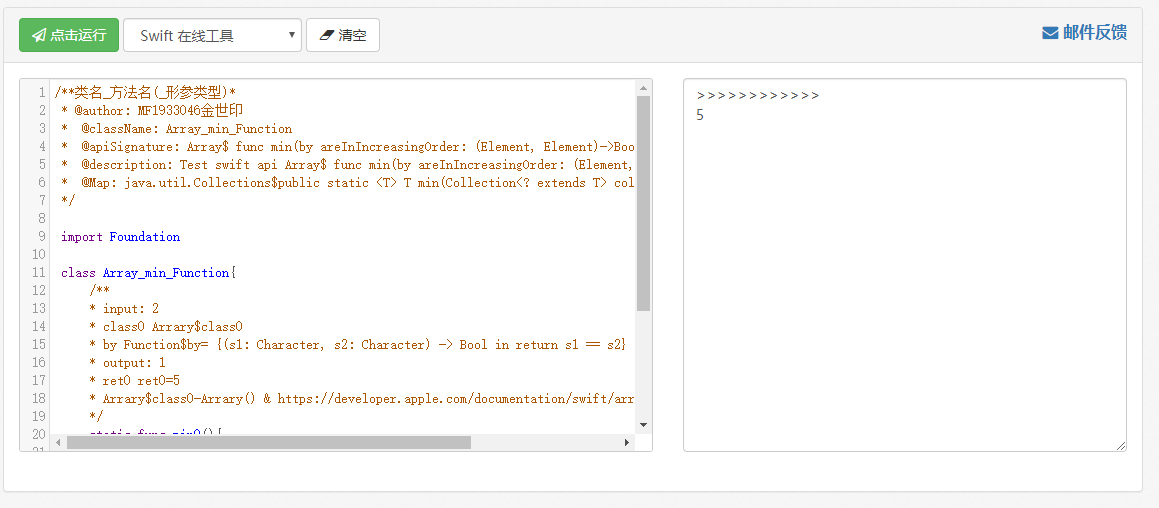 点击运行
Swift 在线工具
清空
邮件反馈
1 /**类名_方法名(_形参类型)*
2 * @author: MF1933046金世印
3 * @className: Array_min_Function
4 * @apiSignature: Array$ func min(by areInIncreasingOrder: (Element, Element)->Boo
5 * @description: Test swift api Array$ func min(by areInIncreasingOrder: (Element,
6 * @Map: java.util.Collections$public static <T> T min(Collection<? extends T> col
7 */
8
9 import Foundation
10
11 class Array_min_Function{
12 /**
13 * input: 2
14 * class0 Arrary$class0
15 * by Function$by= {(s1: Character, s2: Character) -> Bool in return s1 == s2}
16 * output: 1
17 * ret0 ret0=5
18 * Arrary$class0-Arrary() & https://developer.apple.com/documentation/swift/arr
19 */
20 static func min0(){
21
>>>>>>>>>>>>
5